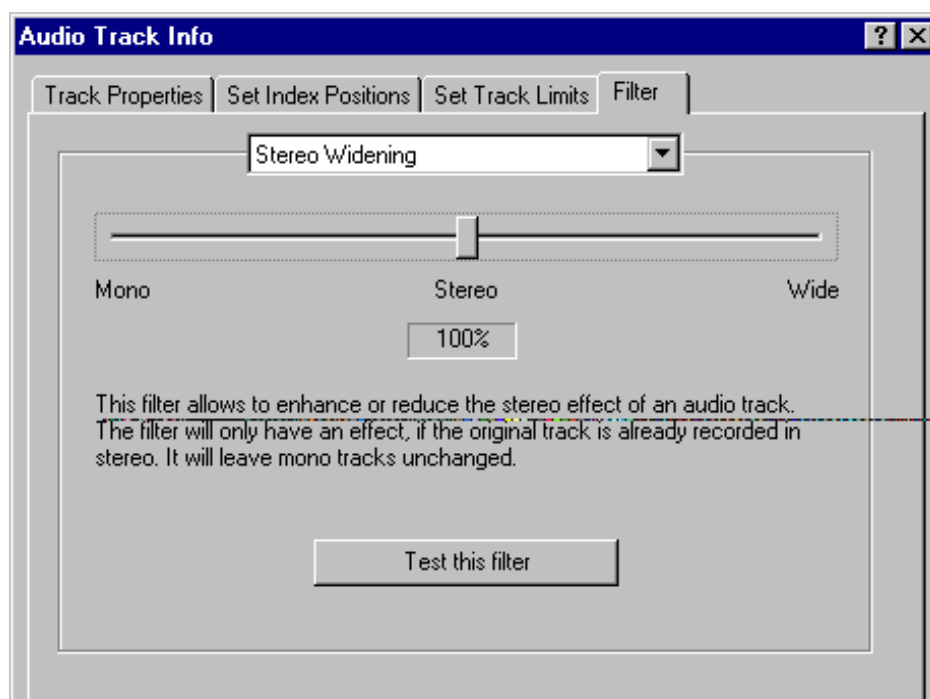 Audio Track Info
Track Properties
Set Index Positions
Set Track Limits
Filter
Stereo Widening
Mono
Stereo
Wide
100%
This filter allows to enhance or reduce the stereo effect of an audio track.
The filter will only have an effect, if the original track is already recorded in
stereo. It will leave mono tracks unchanged.
Test this filter